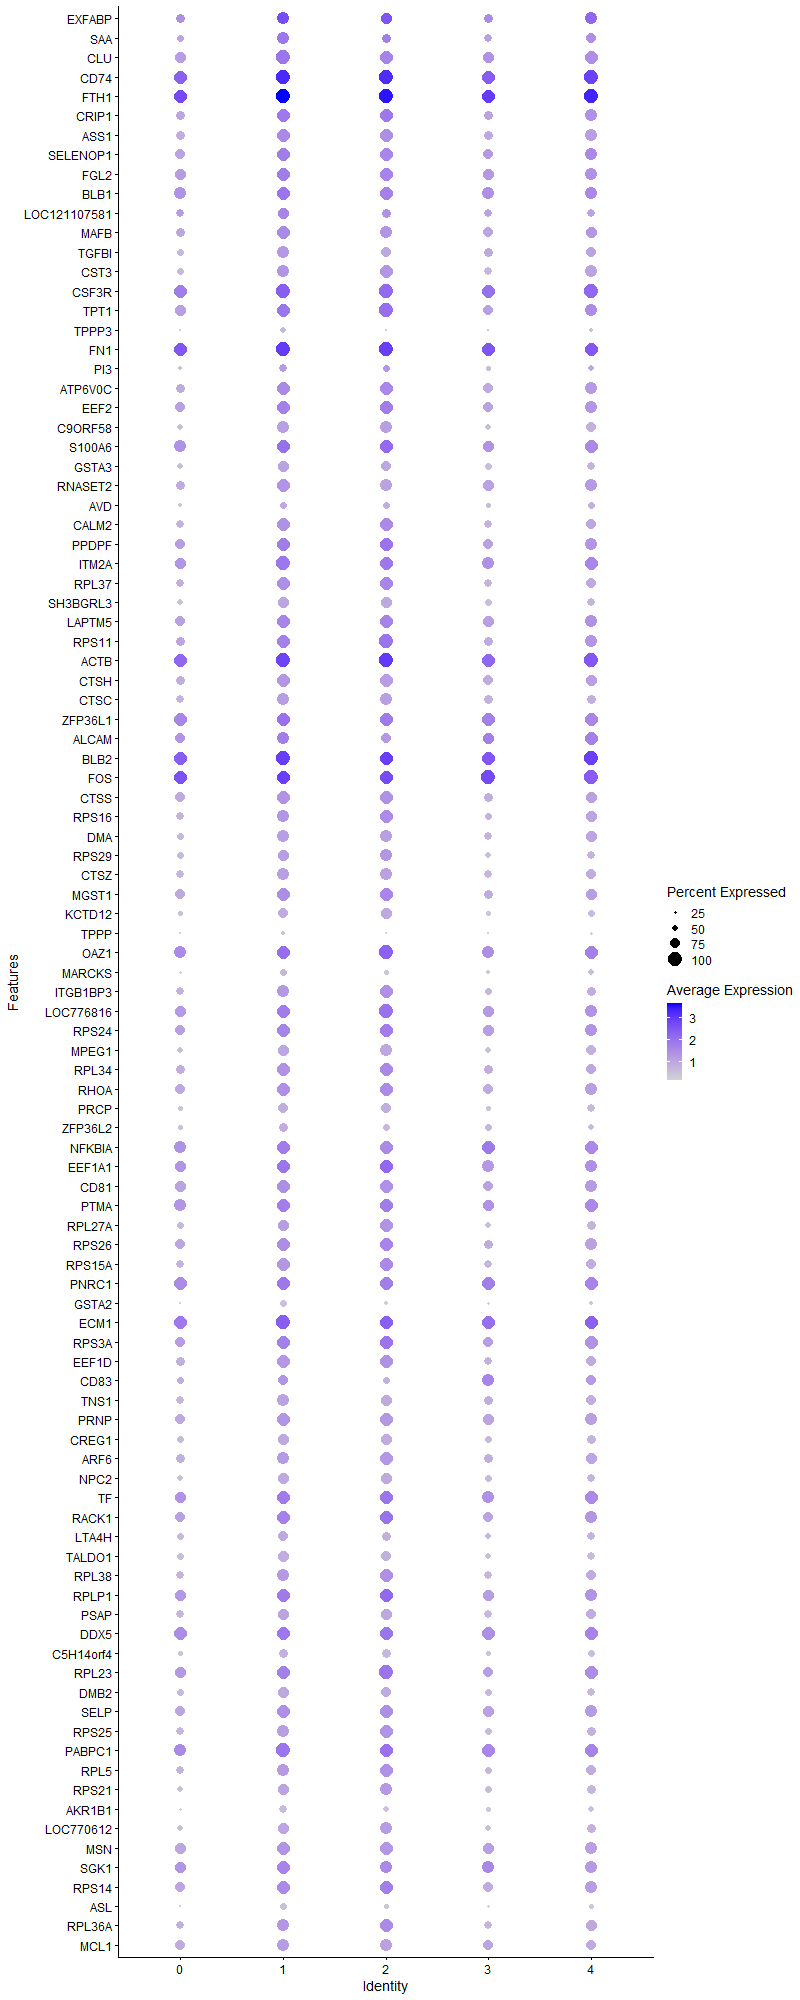 EXFABP
SAA
CLU
CD74
FTH1
CRIP1
ASS1
SELENOP1
FGL2
BLB1
LOC121107581
MAFB
TGFBI
CST3
CSF3R
TPT1
TPPP3
FN1
PI3
ATP6V0C
EEF2
C9ORF58
S100A6
GSTA3
RNASET2
AVD
CALM2
PPDPF
ITM2A
RPL37
SH3BGRL3
LAPTM5
RPS11
ACTB
CTSH
CTSC
ZFP36L1
ALCAM
BLB2
FOS
CTSS
RPS16
DMA
RPS29
CTSZ
MGST1
KCTD12
TPPP
OAZ1
MARCKS
ITGB1BP3
LOC776816
RPS24
MPEG1
RPL34
RHOA
PRCP
ZFP36L2
NFKBIA
EEF1A1
CD81
PTMA
RPL27A
RPS26
RPS15A
PNRC1
GSTA2
ECM1
RPS3A
EEF1D
CD83
TNS1
PRNP
CREG1
ARF6
NPC2
TF
RACK1
LTA4H
TALDO1
RPL38
RPLP1
PSAP
DDX5
C5H14orf4
RPL23
DMB2
SELP
RPS25
PABPC1
RPL5
RPS21
AKR1B1
LOC770612
MSN
SGK1
RPS14
ASL
RPL36A
MCL1
Features
0 1 2 3 4
Identity
Percent Expressed
25
50
75
100
Average Expression
3
2
1